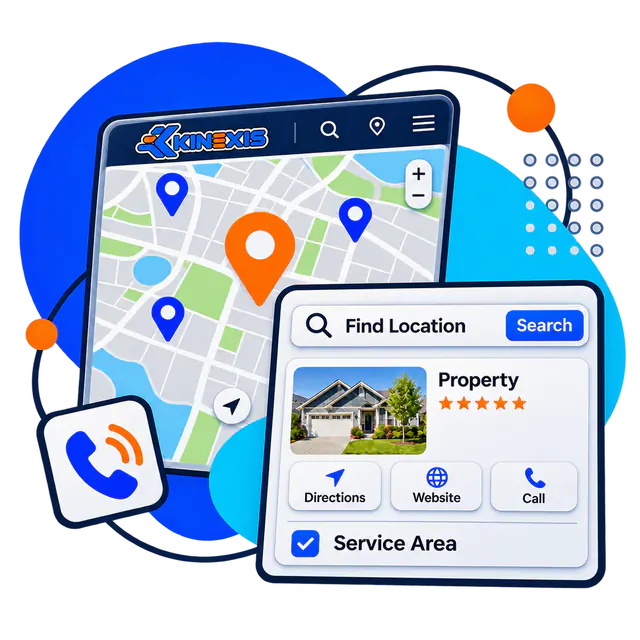 KINEXIS
+
−
Find Location
Search
Property
Directions
Website
Call
Service Area